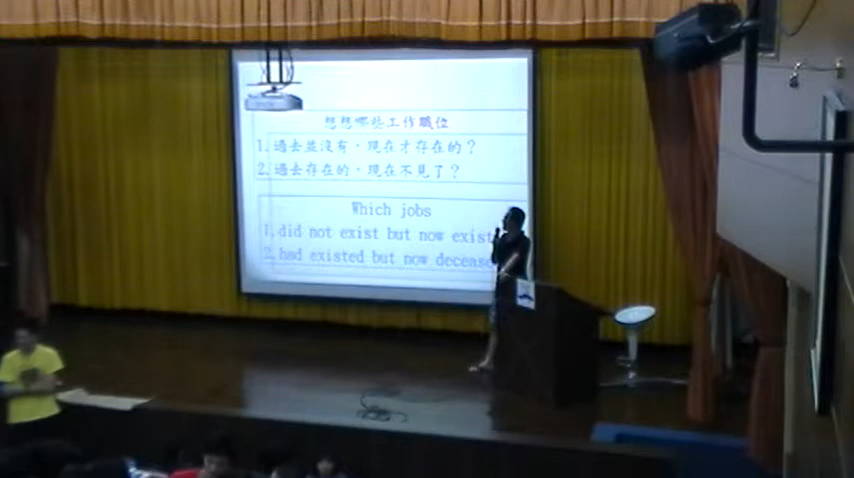 想想哪些工作職位
1. 過去並沒有，現在才存在的？
2. 過去存在的，現在不見了？
Which jobs
1. did not exist but now exist
2. had existed but now decease